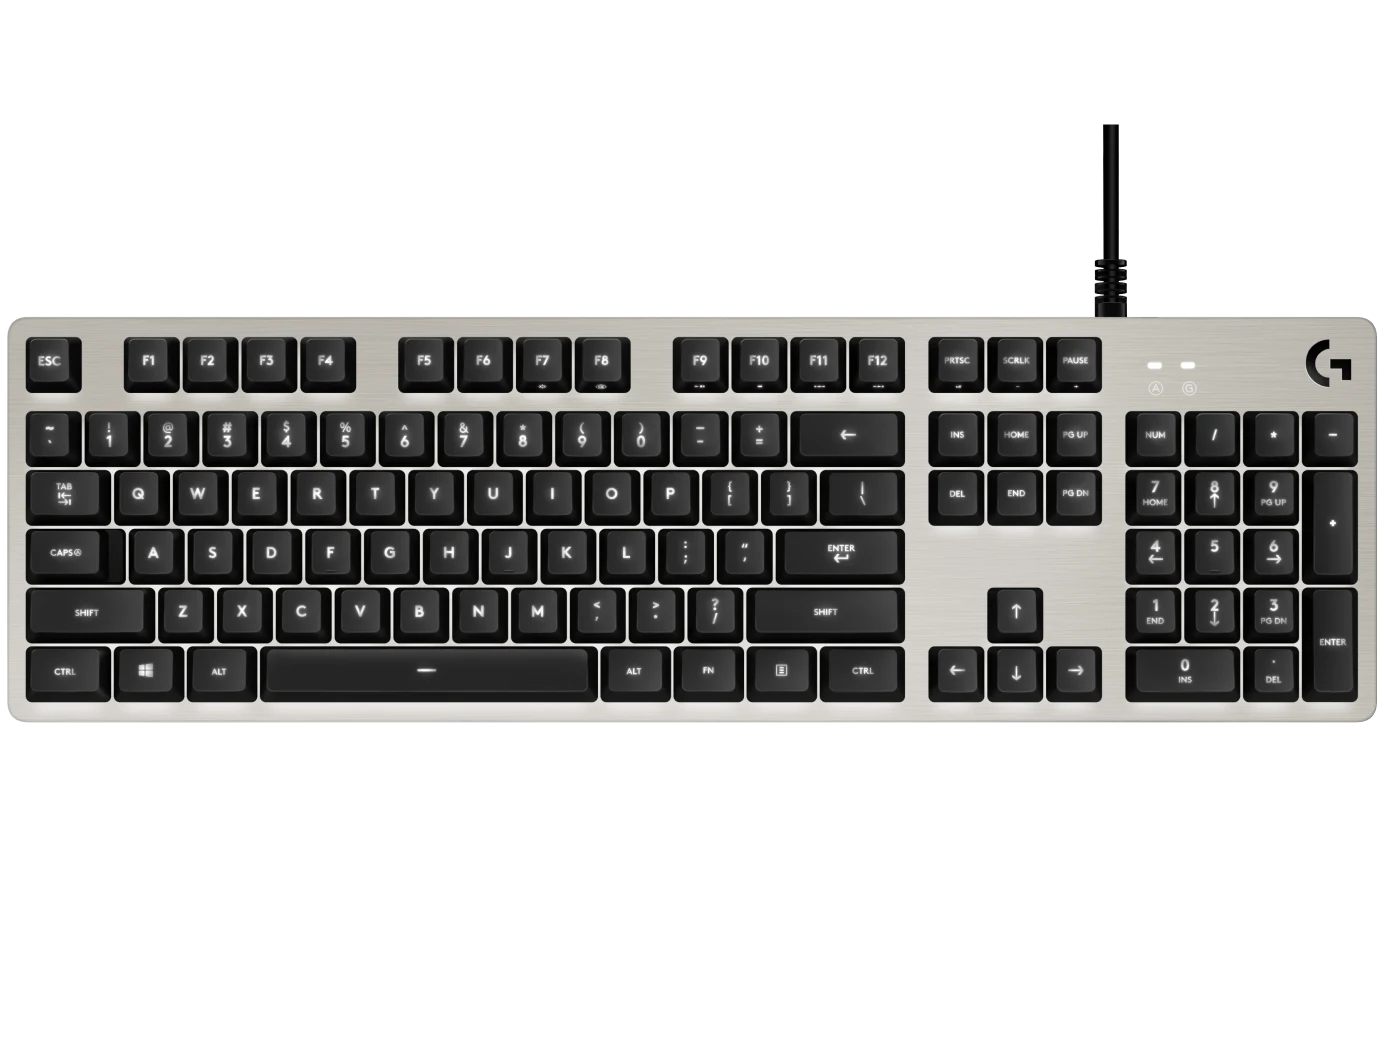 ESC F1 F2 F3 F4 F5 F6 F7 F8 F9 F10 F11 F12 PRTSC SCRLK PAUSE
A G
G
~ ! @ # $ % ^ & * ( ) _ +
` 1 2 3 4 5 6 7 8 9 0 - = ← INS HOME PG UP NUM / * -
TAB Q W E R T Y U I O P { [ } ] | \ DEL END PG DN 7 HOME 8 ↑ 9 PG UP +
CAPS A A S D F G H J K L : ; " ' ENTER 4 ← 5 6 →
SHIFT Z X C V B N M < , > . ? / SHIFT ↑ 1 END 2 ↓ 3 PG DN ENTER
CTRL ALT ALT FN CTRL ← ↓ → 0 INS . DEL